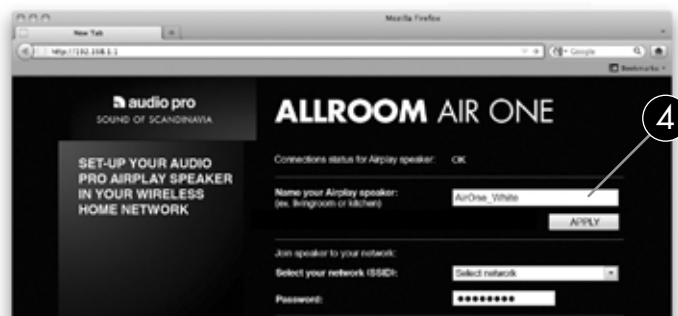 Mozilla Firefox
New Tab
http://192.168.1.1
Google
Bookmarks
audio pro
SOUND OF SCANDINAVIA
ALLROOM AIR ONE
4
SET-UP YOUR AUDIO
PRO AIRPLAY SPEAKER
IN YOUR WIRELESS
HOME NETWORK
Connections status for Airplay speaker: OK
Name your Airplay speaker:
(ex. livingroom or kitchen)
AirOne_White
APPLY
Join speaker to your network:
Select your network (SSID): Select network
Password: ●●●●●●●●